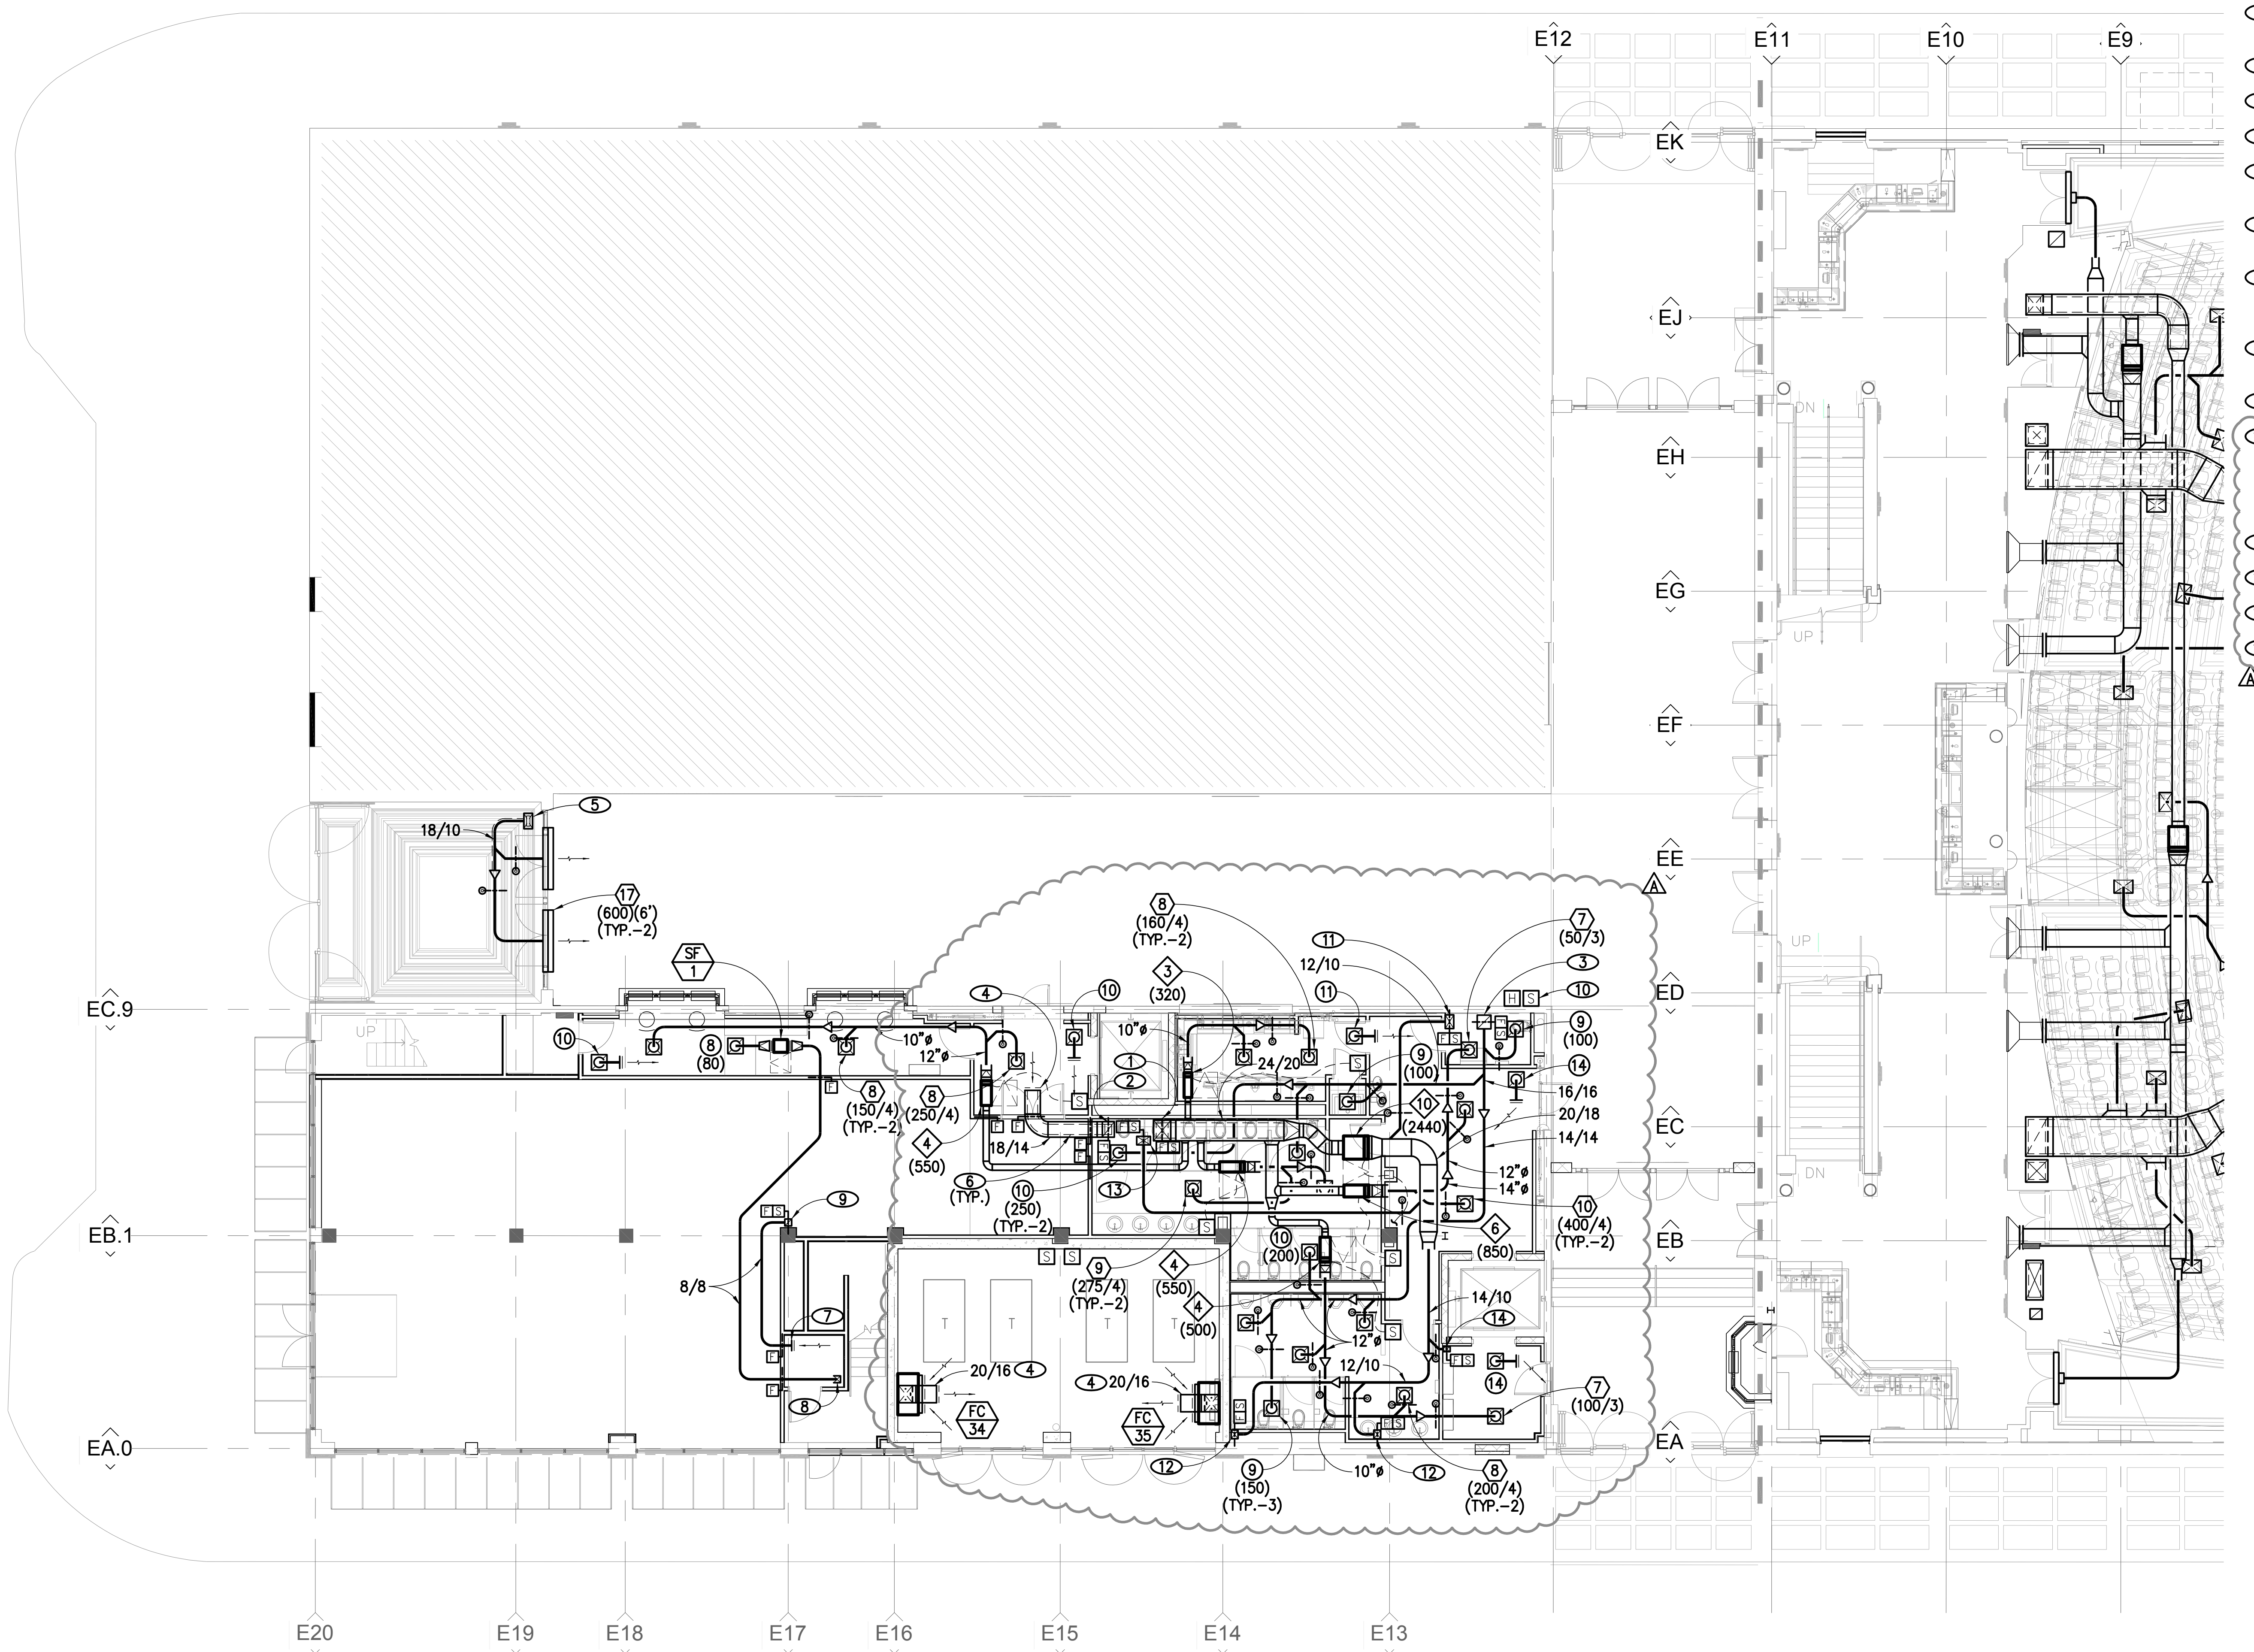 E12
E11
E10
E9
EK
EJ
DN
EH
EG
UP
EF
5
18/10
EE
A
A
17
(600)(6')
(TYP.-2)
8
(160/4)
(TYP.-2)
7
(50/3)
11
12/10
3
SF
1
3
(320)
UP
4
10
11
H
S
10
ED
EC.9
UP
10"ø
9
(100)
10
8
(80)
10"ø
12"ø
1
24/20
9
(100)
F
S
14
2
S
16/16
F
8
(150/4)
(TYP.-2)
8
(250/4)
S
10
(2440)
20/18
EC
4
(550)
F
F
18/14
F
S
14/14
6
(TYP.)
10
(250)
(TYP.-2)
13
12"ø
14"ø
DN
F
S
9
S
10
(400/4)
(TYP.-2)
EB.1
10
(200)
6
(850)
EB
S
S
9
(275/4)
(TYP.-2)
4
(550)
S
8/8
4
(500)
14/10
T
T
T
T
7
12"ø
S
14
F
12/10
F
S
20/16
4
4
20/16
14
F
8
FC
34
FC
35
7
(100/3)
F
S
F
S
EA.0
EA
12
9
(150)
(TYP.-3)
10"ø
12
8
(200/4)
(TYP.-2)
E20
E19
E18
E17
E16
E15
E14
E13